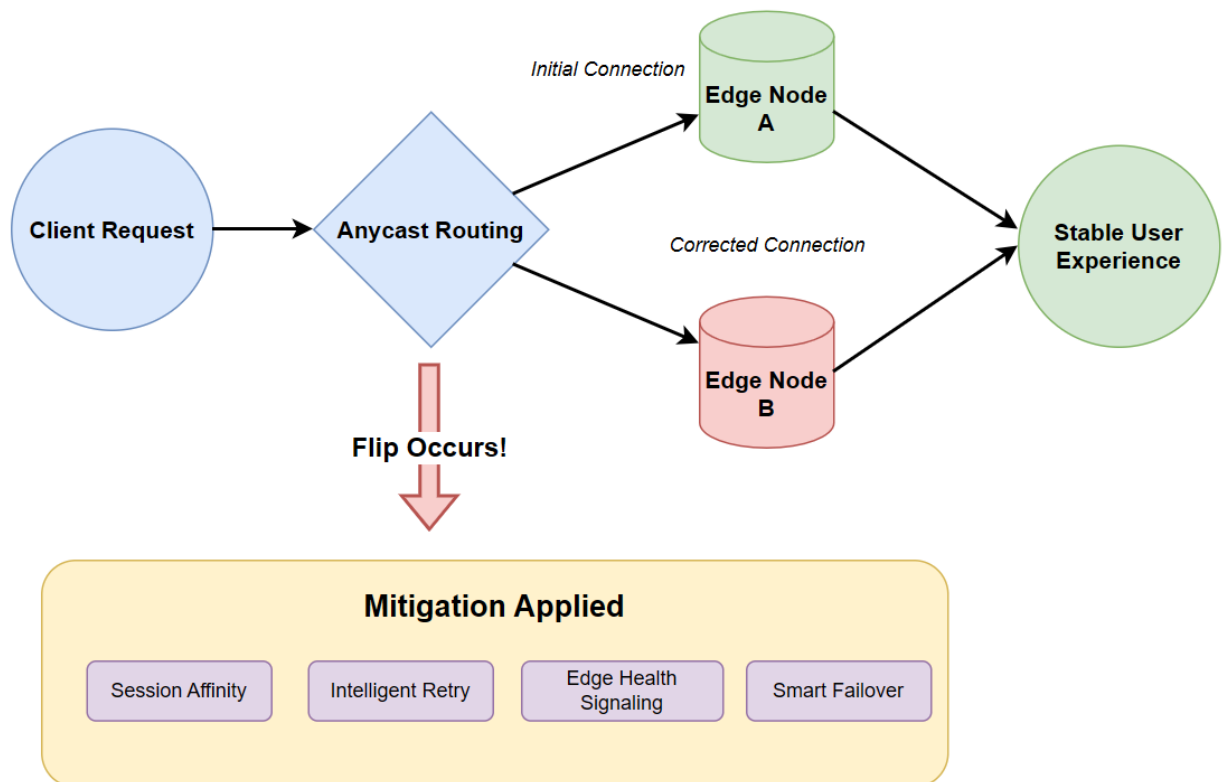 Initial Connection
Edge Node
A
Client Request
Anycast Routing
Stable User
Experience
Corrected Connection
Edge Node
B
Flip Occurs!
Mitigation Applied
Session Affinity
Intelligent Retry
Edge Health
Signaling
Smart Failover